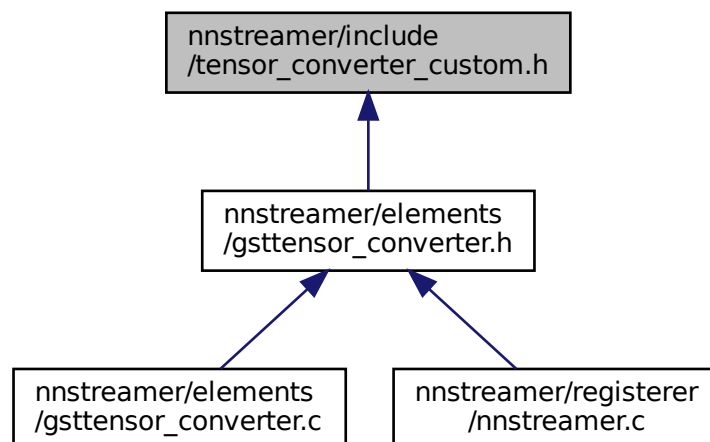 nnstreamer/include
/tensor_converter_custom.h
nnstreamer/elements
/gsttensor_converter.h
nnstreamer/elements
/gsttensor_converter.c
nnstreamer/registerer
/nnstreamer.c